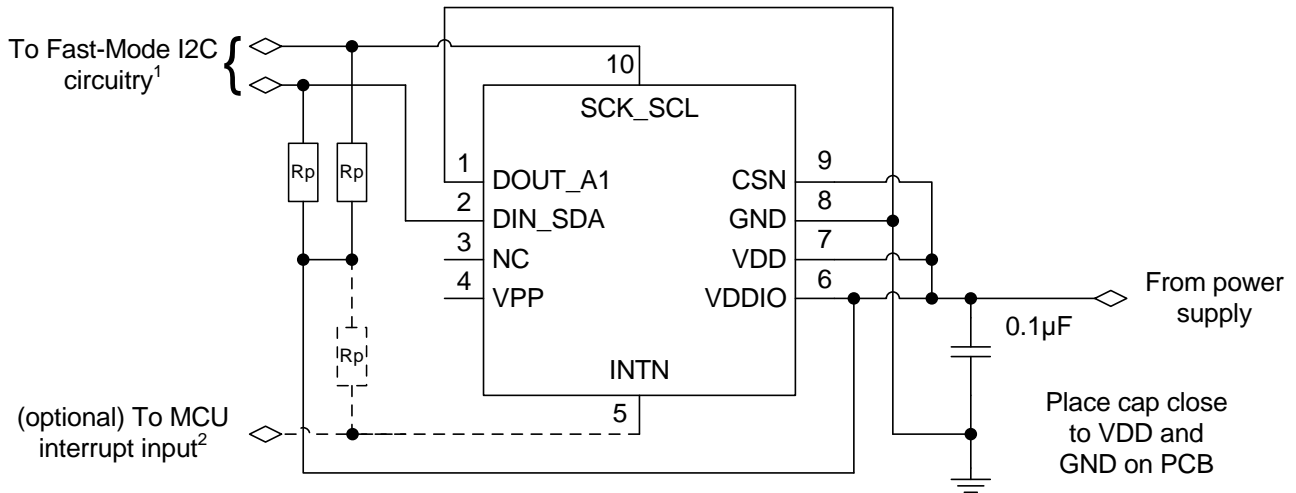 To Fast-Mode I2C
circuitry1
{
10
SCK_SCL
Rp
Rp
1
DOUT_A1
2
DIN_SDA
3
NC
4
VPP
9
CSN
8
GND
7
VDD
6
VDDIO
From power
supply
0.1µF
Rp
INTN
5
(optional) To MCU
interrupt input2
Place cap close
to VDD and
GND on PCB